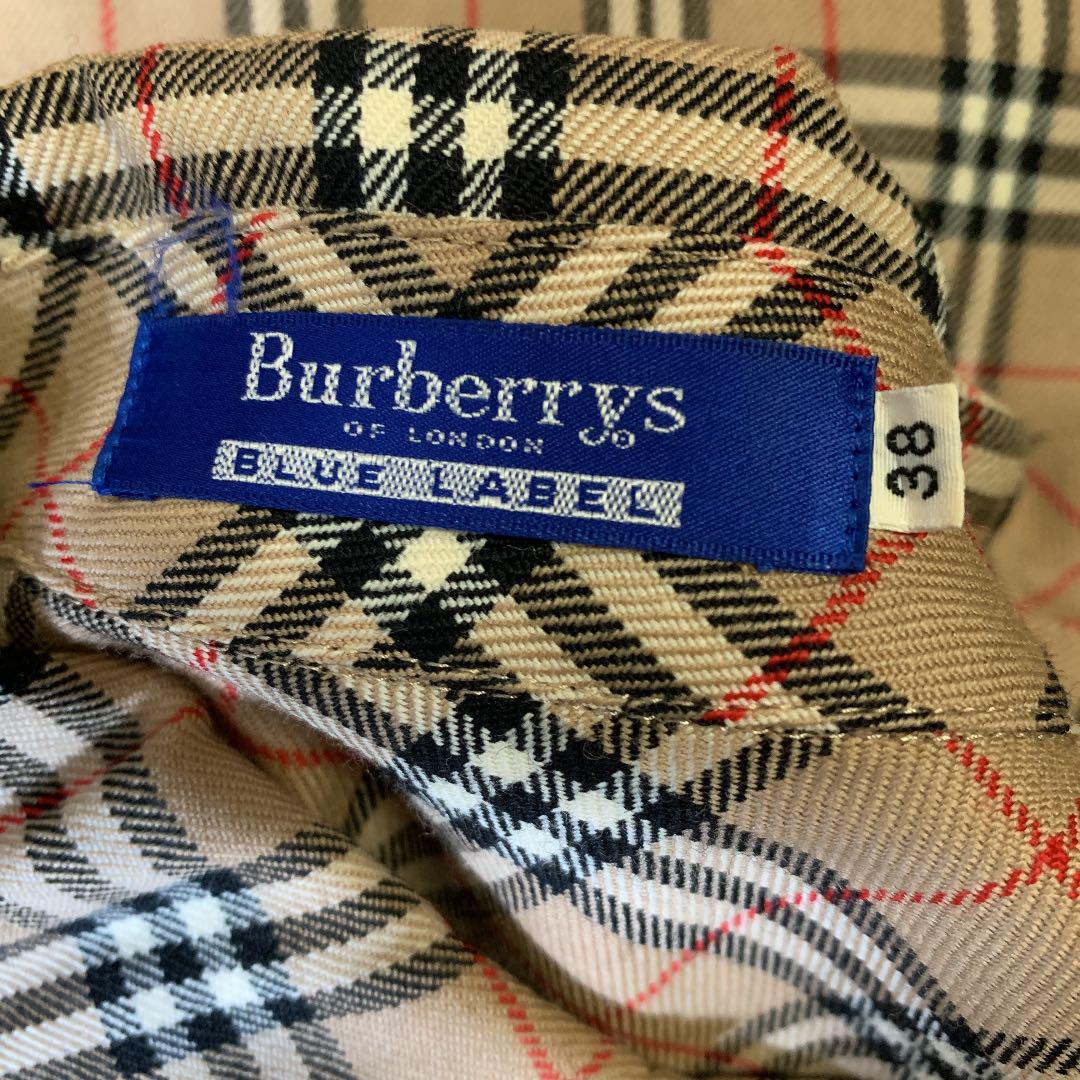 Burberrys
OF LONDON
BLUE LABEL
38